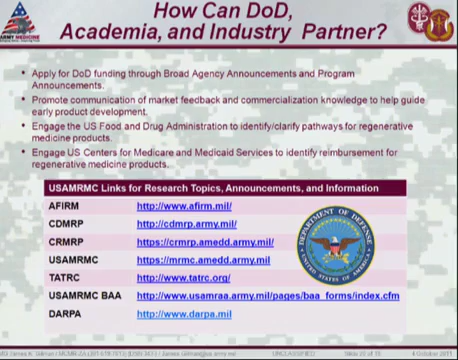 How Can DoD,
Academia, and Industry Partner?
ARMY MEDICINE
• Apply for DoD funding through Broad Agency Announcements and Program
Announcements.
• Promote communication of market feedback and commercialization knowledge to help guide
early product development.
• Engage the US Food and Drug Administration to identify/clarify pathways for regenerative
medicine products.
• Engage US Centers for Medicare and Medicaid Services to identify reimbursement for
regenerative medicine products.
USAMRMC Links for Research Topics, Announcements, and Information
AFIRM http://www.afirm.mil/
CDMRP http://cdmrp.army.mil/
CRMRP https://crmrp.amedd.army.mil/
USAMRMC https://mrmc.amedd.army.mil
TATRC http://www.tatrc.org/
USAMRMC BAA http://www.usamraa.army.mil/pages/baa_forms/index.cfm
DARPA http://www.darpa.mil
DEPARTMENT OF DEFENSE
UNITED STATES OF AMERICA
UNCLASSIFIED